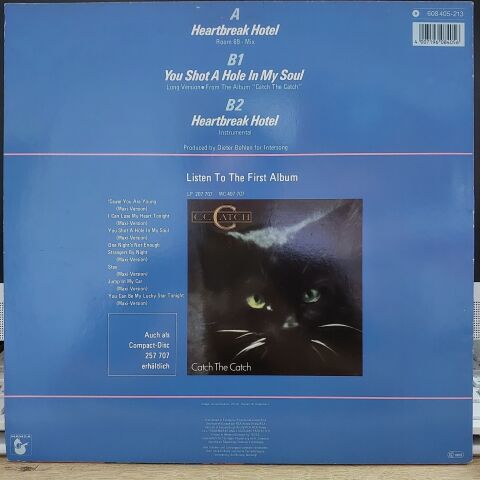 608 405-213
4 007196 084056
A
Heartbreak Hotel
Room 69 - Mix
B1
You Shot A Hole In My Soul
Long Version • From The Album "Catch The Catch"
B2
Heartbreak Hotel
Instrumental
Produced by Dieter Bohlen for Intersong
Listen To The First Album
LP 207 707 MC 407 707
'Cause You Are Young
(Maxi-Version)
I Can Lose My Heart Tonight
(Maxi-Version)
You Shot A Hole In My Soul
(Maxi-Version)
One Night's Not Enough
Strangers By Night
(Maxi-Version)
Stay
Jump In My Car
(Maxi-Version)
You Can Be My Lucky Star Tonight
(Maxi-Version)
C.C. CATCH
Catch The Catch
Auch als
Compact-Disc
257 707
erhältlich
HANSA